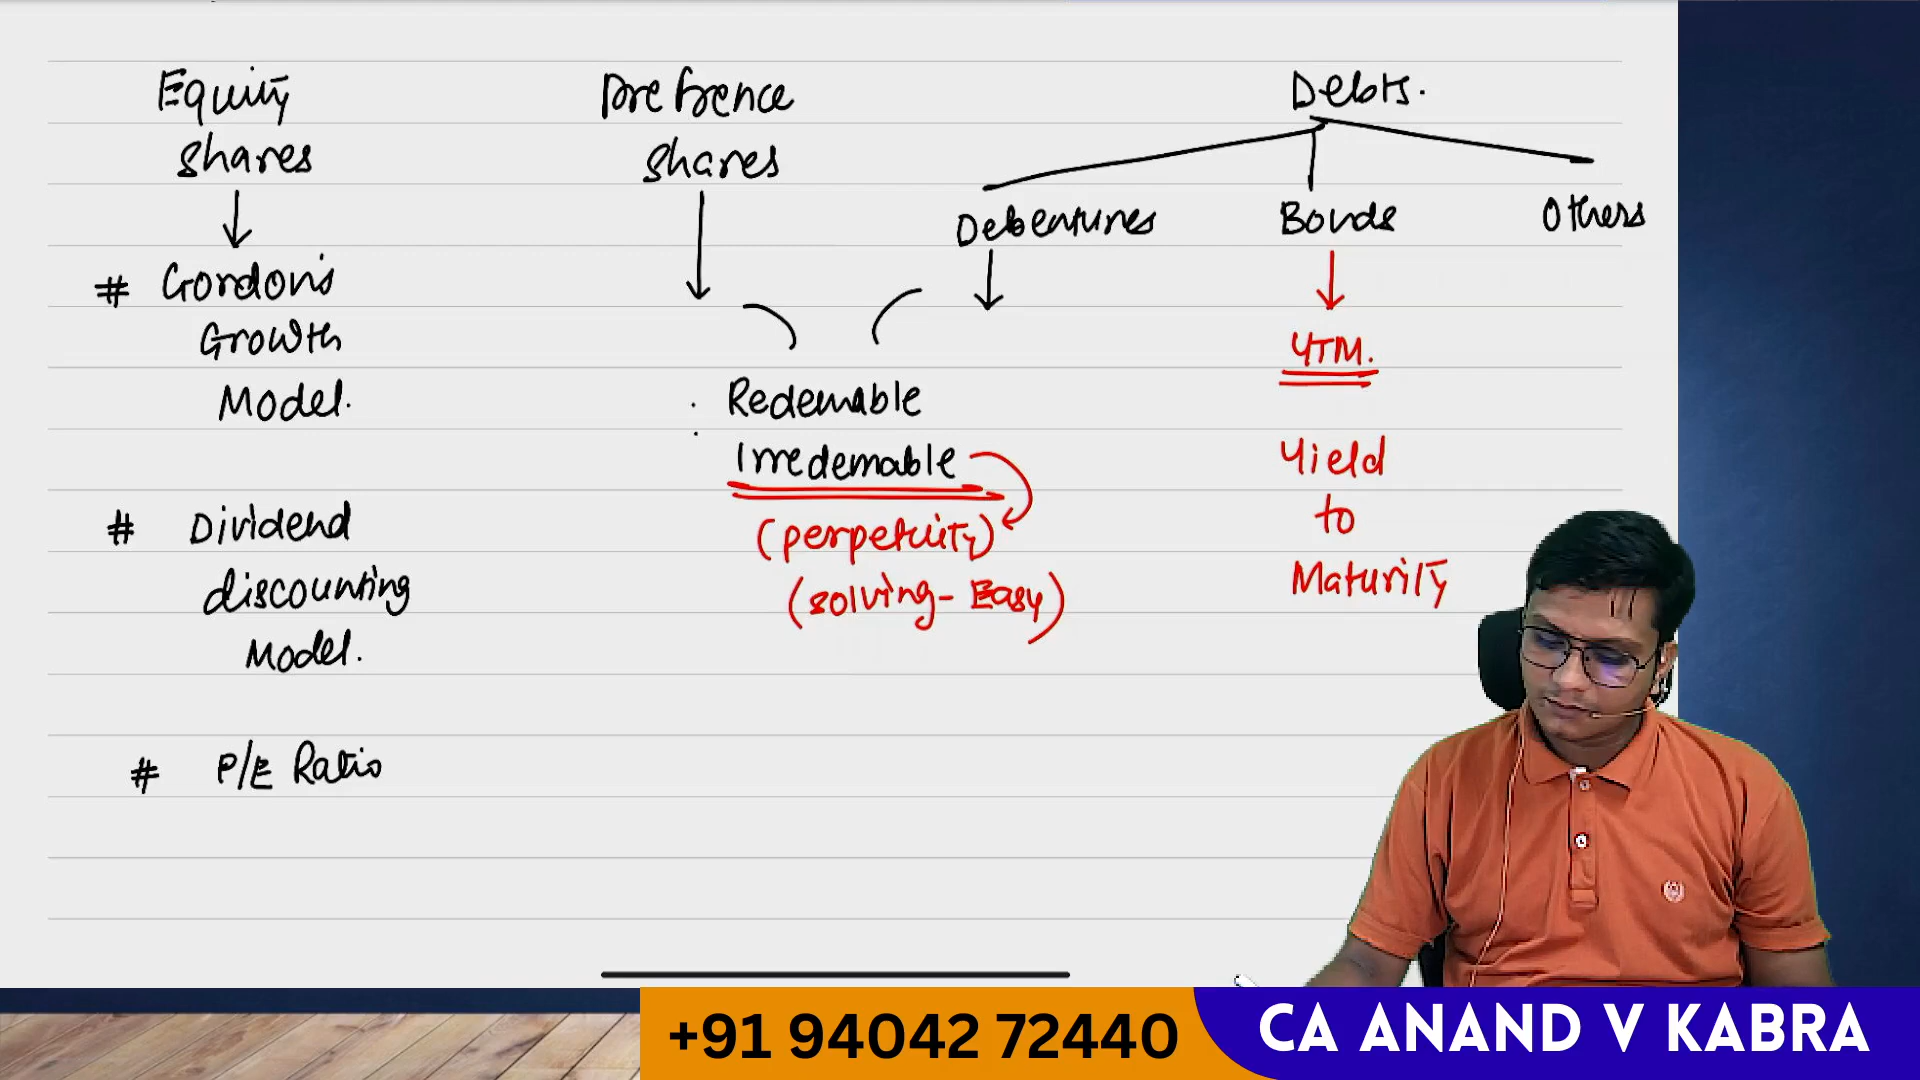 Equity
shares
# Gordon's
Growth
Model.
# Dividend
discounting
Model.
# P/E Ratio
Prefrence
shares
Redemable
Irredemable
(perpetuity)
(solving- Easy)
Debts.
Debentures
Bonds
Others
YTM.
Yield
to
Maturity
+91 94042 72440
CA ANAND V KABRA